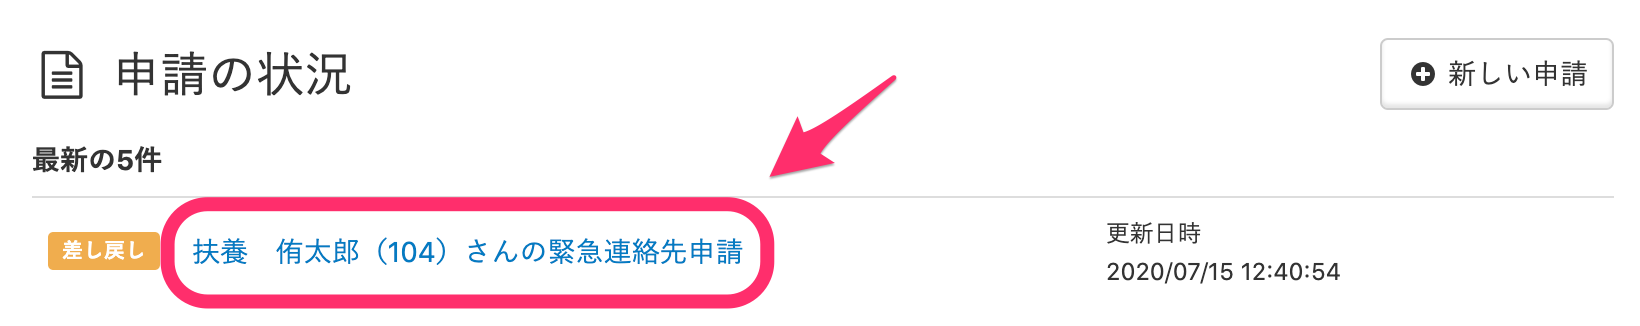 申請の状況
新しい申請
最新の5件
差し戻し 扶養　侑太郎（104）さんの緊急連絡先申請
更新日時
2020/07/15 12:40:54